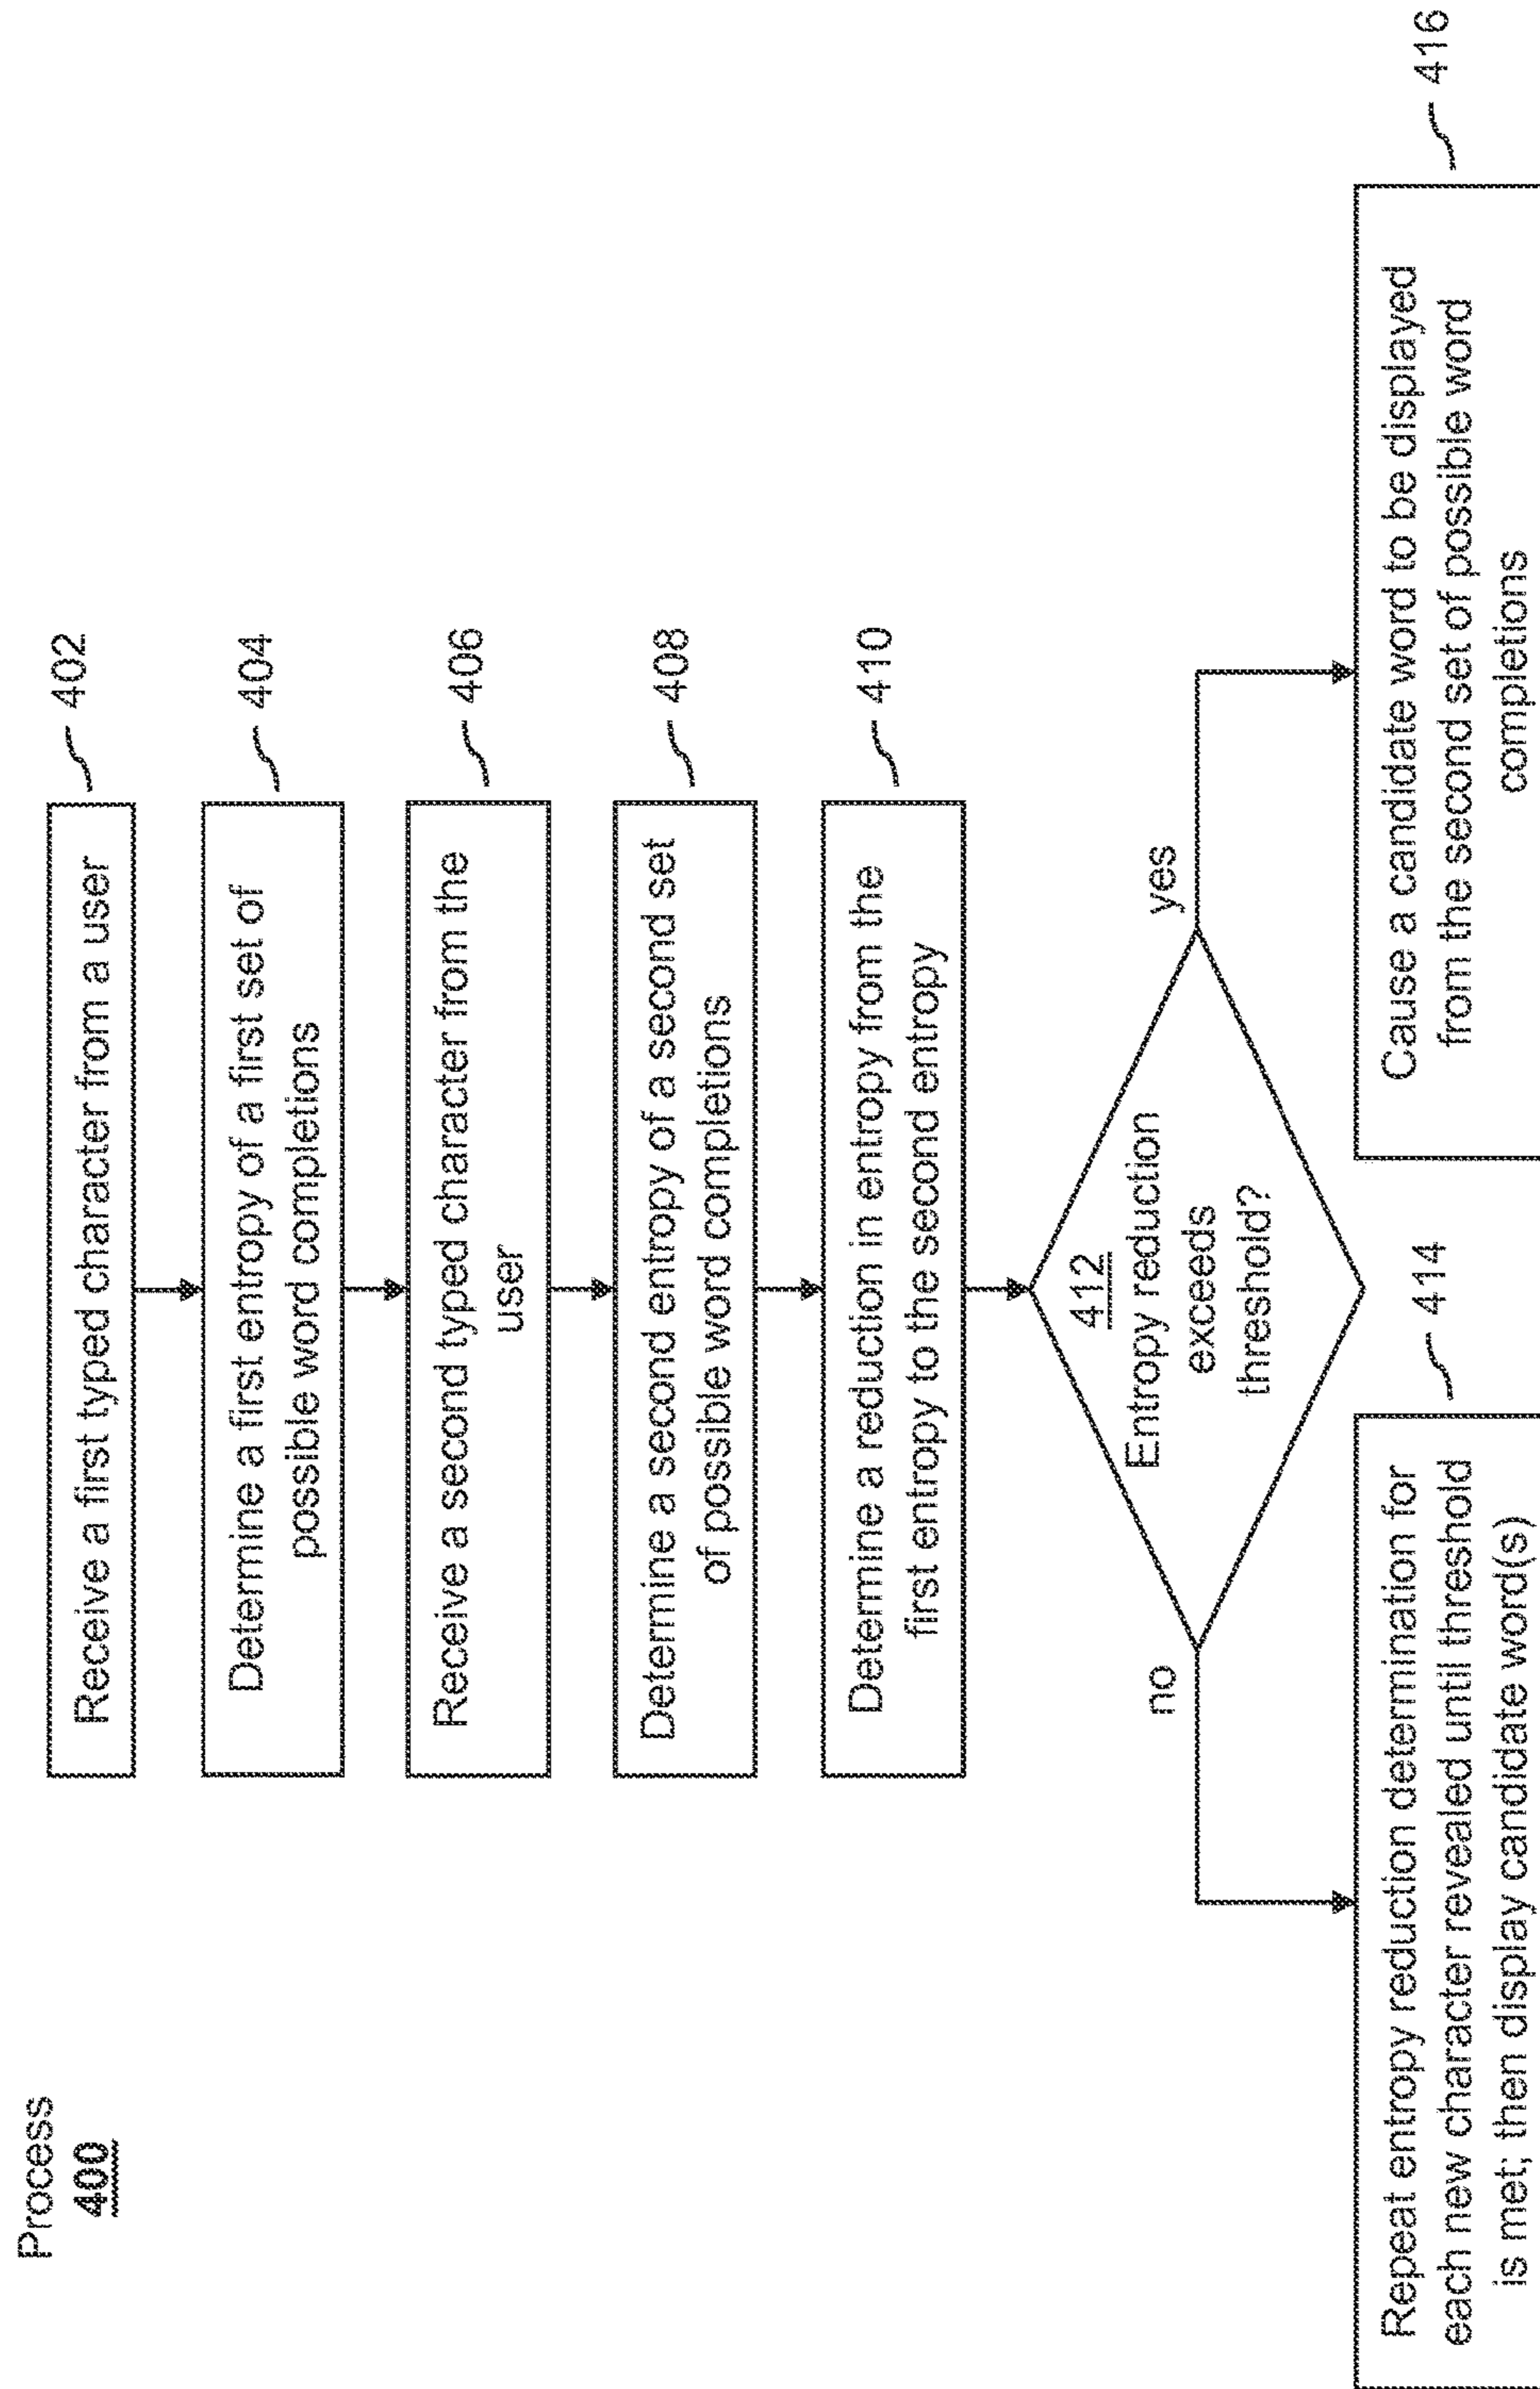 Process
400
Receive a first typed character from a user
402
Determine a first entropy of a first set of
possible word completions
404
Receive a second typed character from the
user
406
Determine a second entropy of a second set
of possible word completions
408
Determine a reduction in entropy from the
first entropy to the second entropy
410
412
Entropy reduction
exceeds
threshold?
no
yes
Repeat entropy reduction determination for
each new character revealed until threshold
is met; then display candidate word(s)
414
Cause a candidate word to be displayed
from the second set of possible word
completions
416